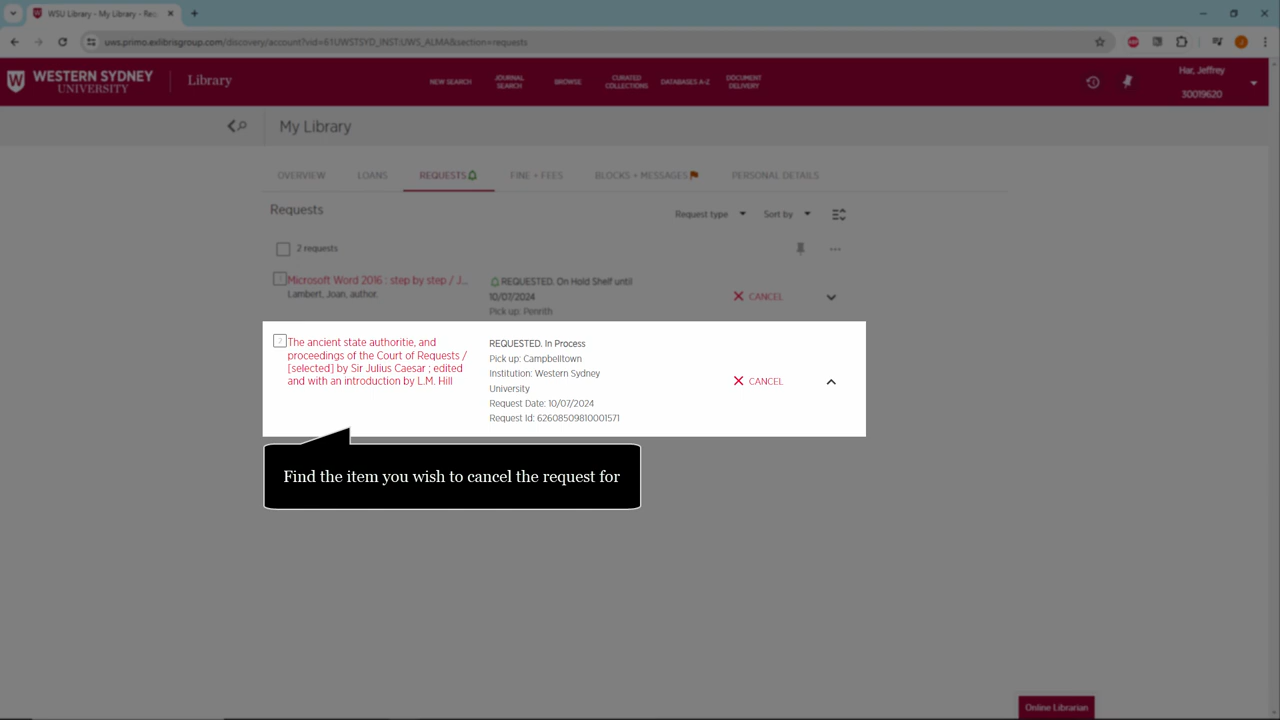 WSU Library - My Library - Rec
uws.primo.exlibrisgroup.com/discovery/account?vid=61UWSTSYD_INST:UWS_ALMA&section=requests
WESTERN SYDNEY
UNIVERSITY
Library
NEW SEARCH
JOURNAL
SEARCH
BROWSE
CURATED
COLLECTIONS
DATABASES A-Z
DOCUMENT
DELIVERY
Har, Jeffrey
30019620
My Library
OVERVIEW
LOANS
REQUESTS
FINE + FEES
BLOCKS + MESSAGES
PERSONAL DETAILS
Requests
Request type
Sort by
2 requests
1
Microsoft Word 2016 : step by step / J...
Lambert, Joan, author.
REQUESTED. On Hold Shelf until
10/07/2024
Pick up: Penrith
CANCEL
2
The ancient state authoritie, and
proceedings of the Court of Requests /
[selected] by Sir Julius Caesar ; edited
and with an introduction by L.M. Hill
REQUESTED. In Process
Pick up: Campbelltown
Institution: Western Sydney
University
Request Date: 10/07/2024
Request Id: 62608509810001571
CANCEL
Find the item you wish to cancel the request for
Online Librarian